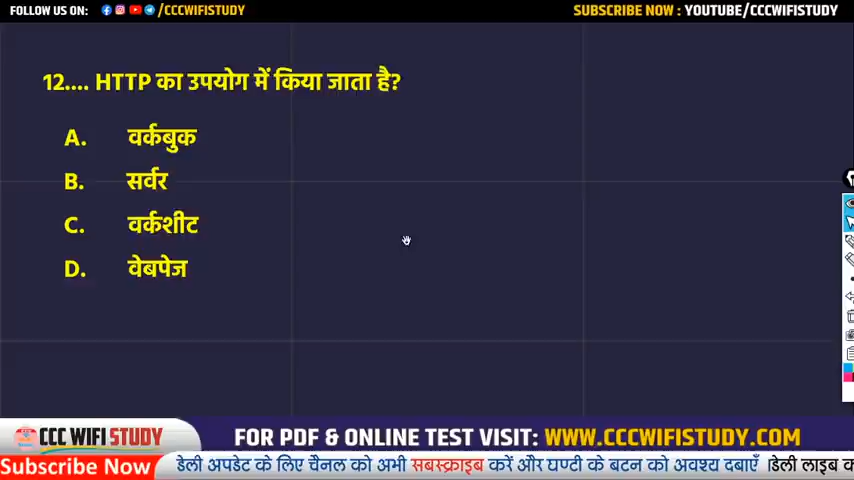 FOLLOW US ON: /CCCWIFISTUDY
SUBSCRIBE NOW : YOUTUBE/CCCWIFISTUDY
12.... HTTP का उपयोग में किया जाता है?
A. वर्कबुक
B. सर्वर
C. वर्कशीट
D. वेबपेज
CCC WIFI STUDY
FOR PDF & ONLINE TEST VISIT: WWW.CCCWIFISTUDY.COM
Subscribe Now
डेली अपडेट के लिए चैनल को अभी सबस्क्राइब करें और घण्टी के बटन को अवश्य दबाएँ डेली लाइब